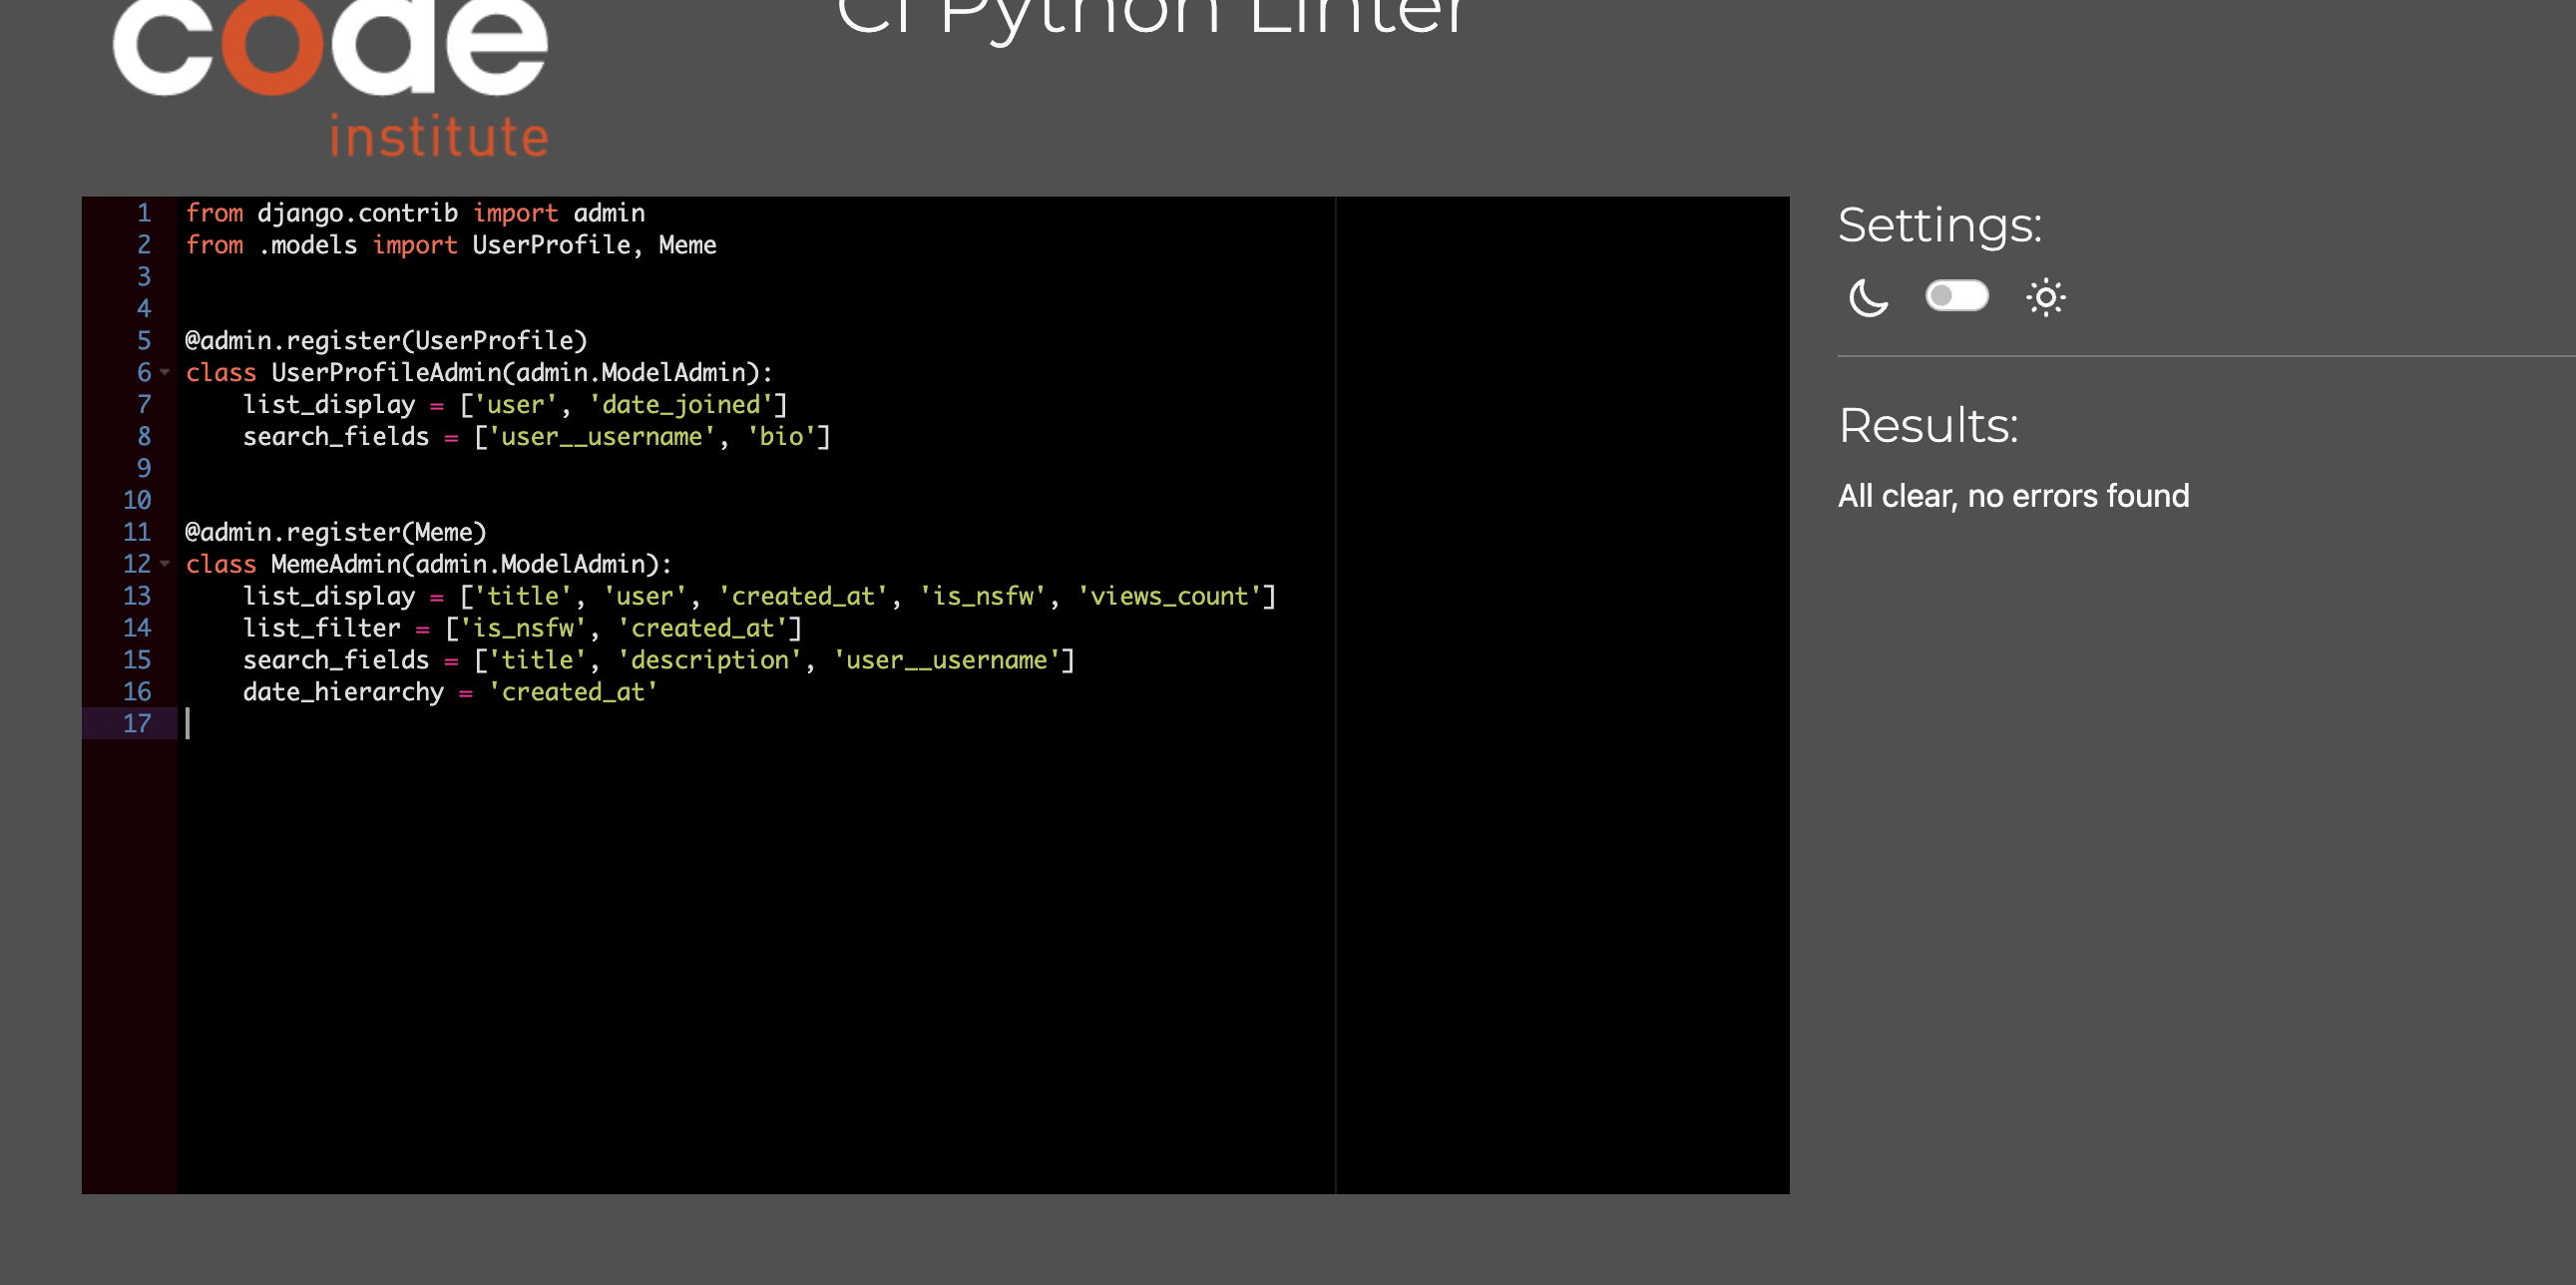 code
institute
CI Python Linter
1 from django.contrib import admin
2 from .models import UserProfile, Meme
3
4
5 @admin.register(UserProfile)
6 class UserProfileAdmin(admin.ModelAdmin):
7     list_display = ['user', 'date_joined']
8     search_fields = ['user__username', 'bio']
9
10
11 @admin.register(Meme)
12 class MemeAdmin(admin.ModelAdmin):
13     list_display = ['title', 'user', 'created_at', 'is_nsfw', 'views_count']
14     list_filter = ['is_nsfw', 'created_at']
15     search_fields = ['title', 'description', 'user__username']
16     date_hierarchy = 'created_at'
17
Settings:
Results:
All clear, no errors found